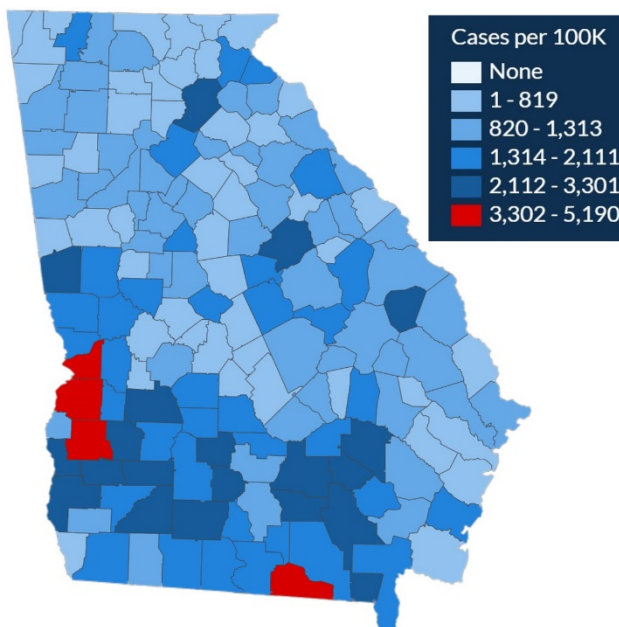 Cases per 100K
None
1 - 819
820 - 1,313
1,314 - 2,111
2,112 - 3,301
3,302 - 5,190